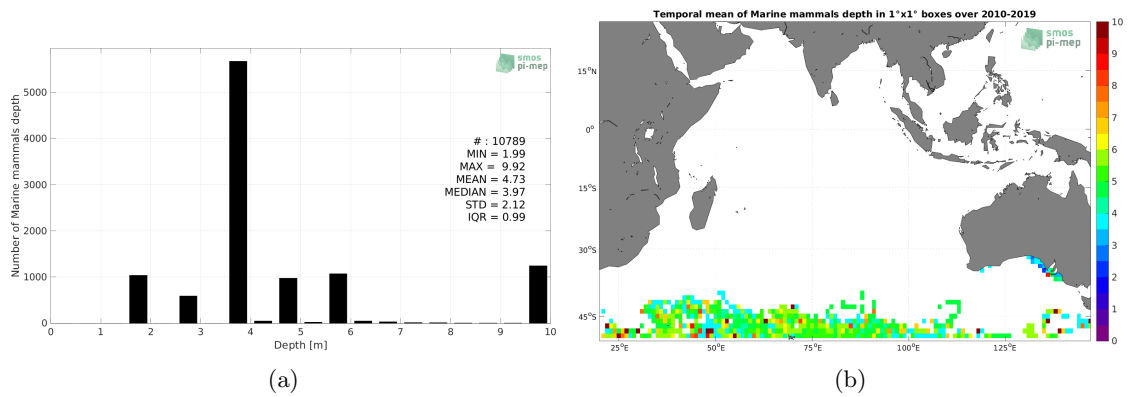 smos
pi-mep
5000
4000
3000
2000
1000
0
Number of Marine mammals depth
# : 10789
MIN = 1.99
MAX = 9.92
MEAN = 4.73
MEDIAN = 3.97
STD = 2.12
IQR = 0.99
0 1 2 3 4 5 6 7 8 9 10
Depth [m]
(a)
Temporal mean of Marine mammals depth in 1°x1° boxes over 2010-2019
smos
pi-mep
15°N
0°
15°S
30°S
45°S
25°E 50°E 75°E 100°E 125°E
10
9
8
7
6
5
4
3
2
1
0
(b)